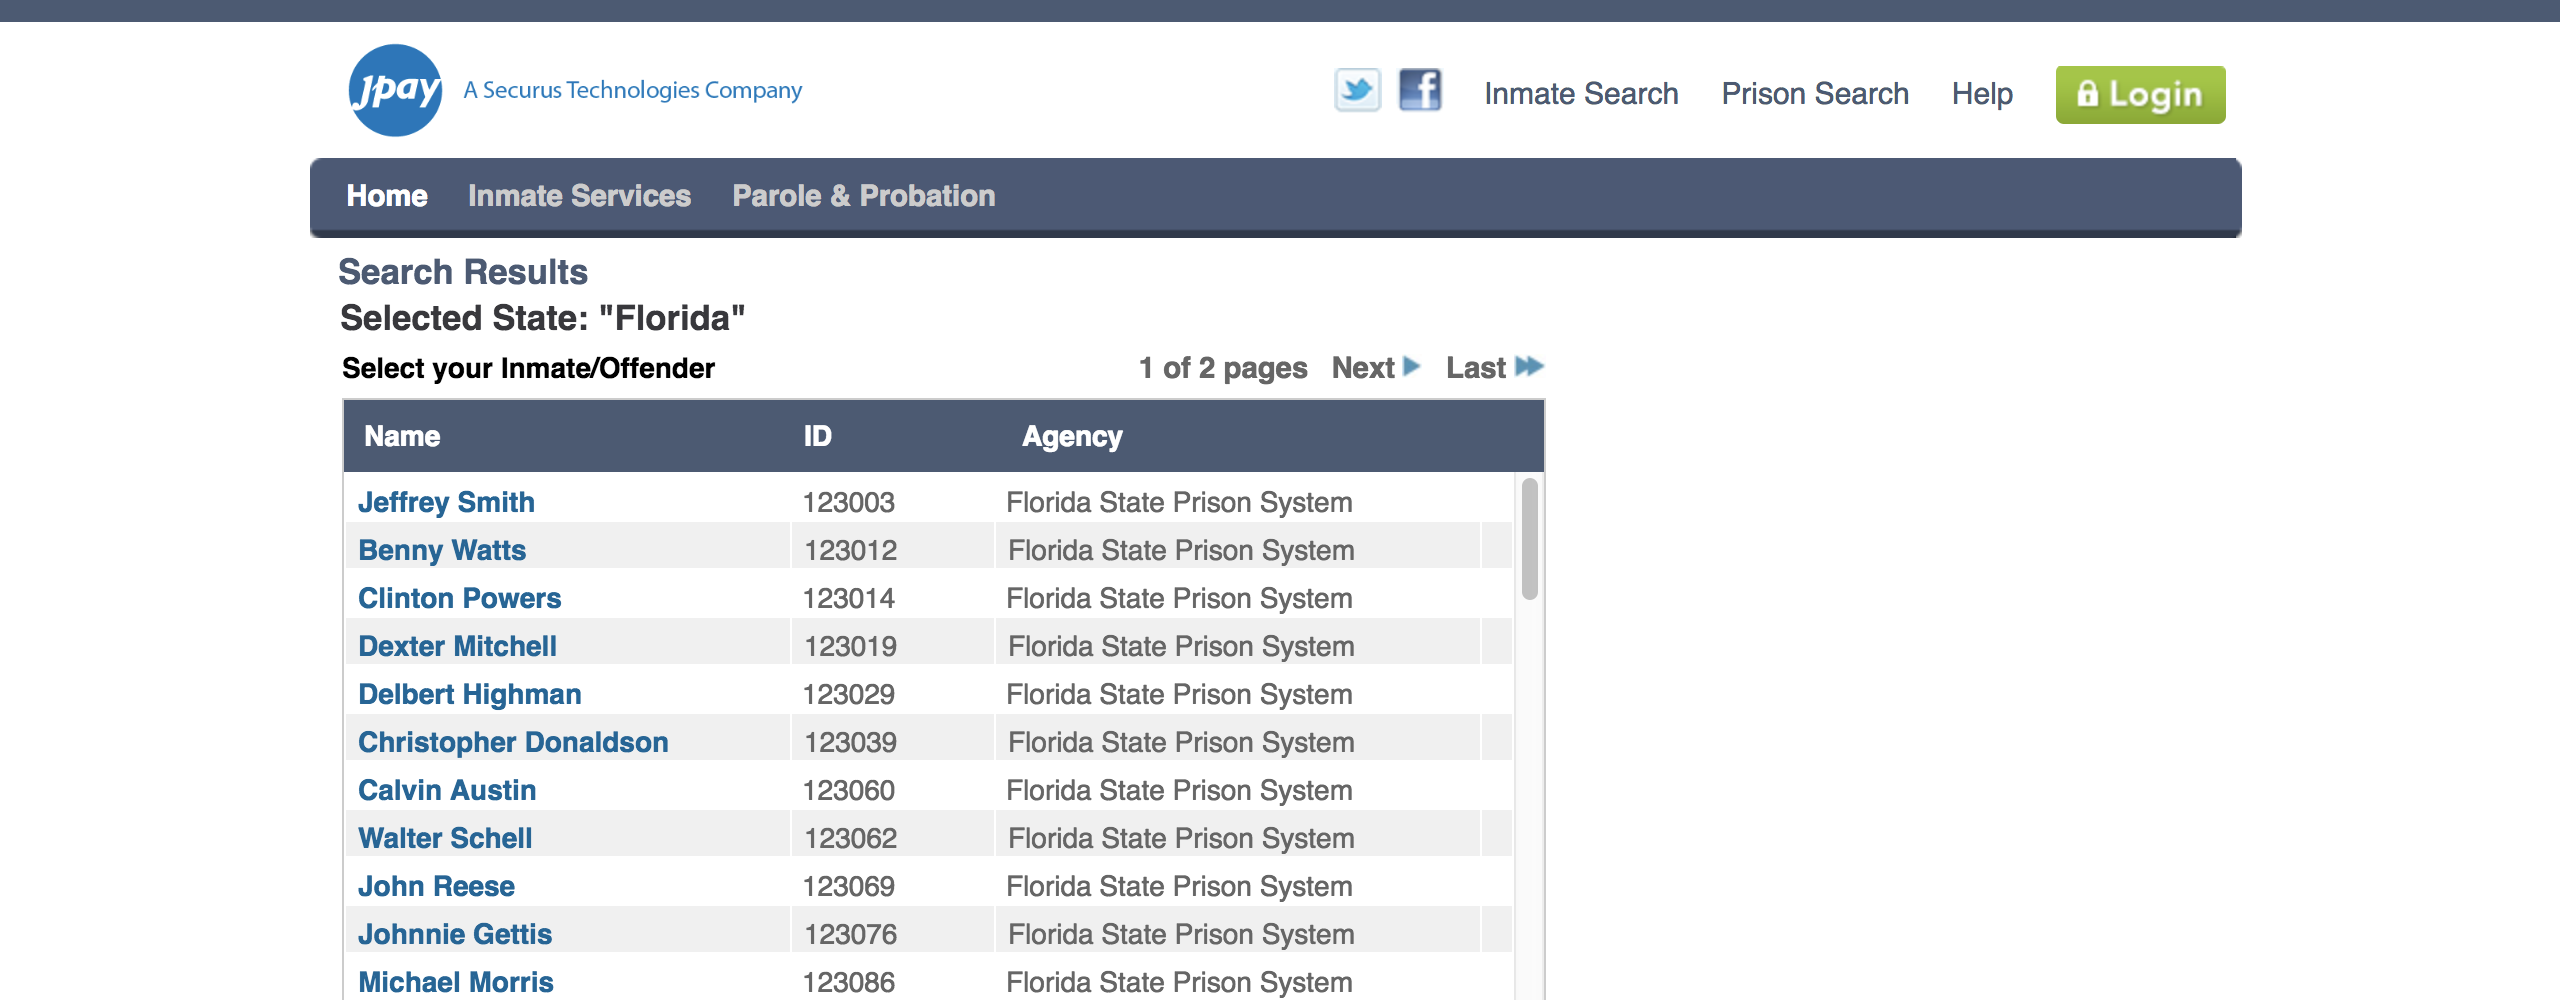 Jpay A Securus Technologies Company
f Inmate Search Prison Search Help Login
Home Inmate Services Parole & Probation
Search Results
Selected State: "Florida"
Select your Inmate/Offender 1 of 2 pages Next Last
Name ID Agency
Jeffrey Smith 123003 Florida State Prison System
Benny Watts 123012 Florida State Prison System
Clinton Powers 123014 Florida State Prison System
Dexter Mitchell 123019 Florida State Prison System
Delbert Highman 123029 Florida State Prison System
Christopher Donaldson 123039 Florida State Prison System
Calvin Austin 123060 Florida State Prison System
Walter Schell 123062 Florida State Prison System
John Reese 123069 Florida State Prison System
Johnnie Gettis 123076 Florida State Prison System
Michael Morris 123086 Florida State Prison System